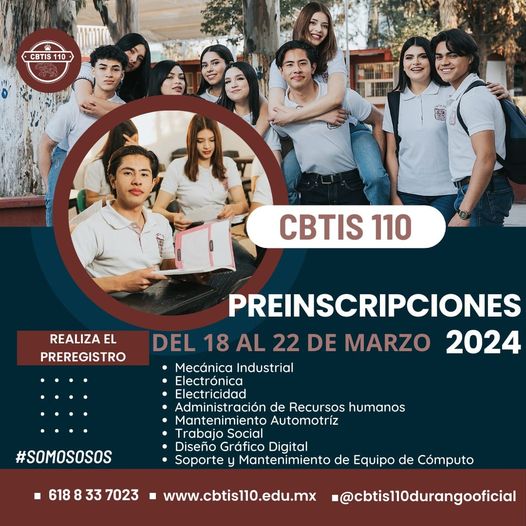 CBTIS 110
CBTIS 110
PREINSCRIPCIONES
REALIZA EL
PREREGISTRO
DEL 18 AL 22 DE MARZO 2024
• Mecánica Industrial
• Electrónica
• Electricidad
• Administración de Recursos humanos
• Mantenimiento Automotríz
• Trabajo Social
• Diseño Gráfico Digital
• Soporte y Mantenimiento de Equipo de Cómputo
#SOMOSOSOS
▪ 618 8 33 7023 ▪ www.cbtis110.edu.mx ▪ @cbtis110durangooficial